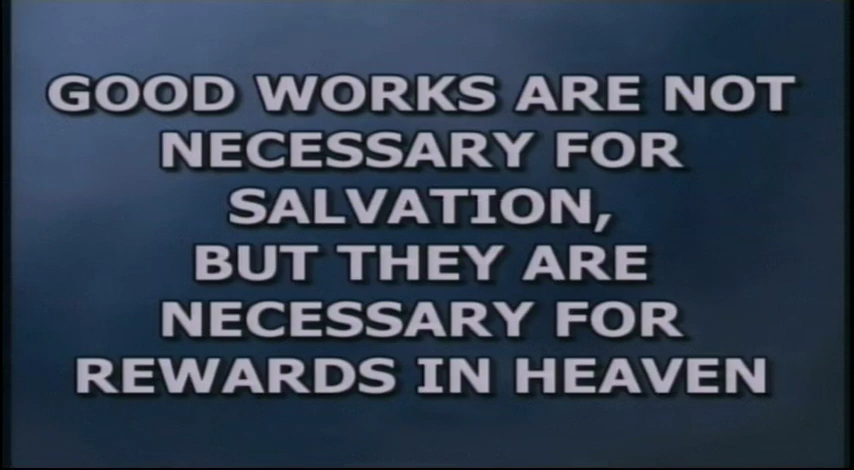 GOOD WORKS ARE NOT
NECESSARY FOR
SALVATION,
BUT THEY ARE
NECESSARY FOR
REWARDS IN HEAVEN